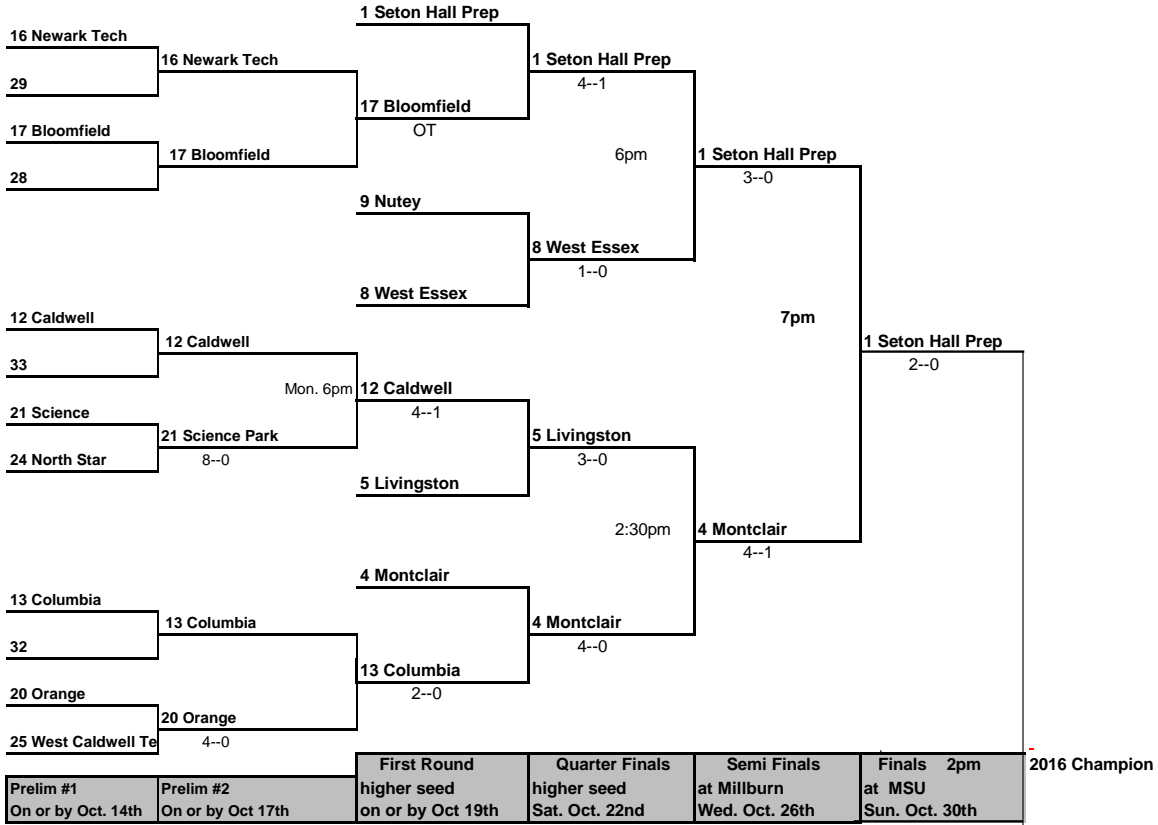 1 Seton Hall Prep
16 Newark Tech
16 Newark Tech
1 Seton Hall Prep
29
4--1
17 Bloomfield
17 Bloomfield
OT
17 Bloomfield
6pm
1 Seton Hall Prep
28
3--0
9 Nutey
8 West Essex
1--0
8 West Essex
12 Caldwell
7pm
12 Caldwell
1 Seton Hall Prep
33
2--0
Mon. 6pm
12 Caldwell
21 Science
4--1
21 Science Park
5 Livingston
24 North Star
8--0
3--0
5 Livingston
2:30pm
4 Montclair
4--1
4 Montclair
13 Columbia
13 Columbia
4 Montclair
32
4--0
13 Columbia
20 Orange
2--0
20 Orange
25 West Caldwell Te
4--0
First Round
Quarter Finals
Semi Finals
Finals 2pm
2016 Champion
Prelim #1
Prelim #2
higher seed
higher seed
at Millburn
at MSU
On or by Oct. 14th
On or by Oct 17th
on or by Oct 19th
Sat. Oct. 22nd
Wed. Oct. 26th
Sun. Oct. 30th